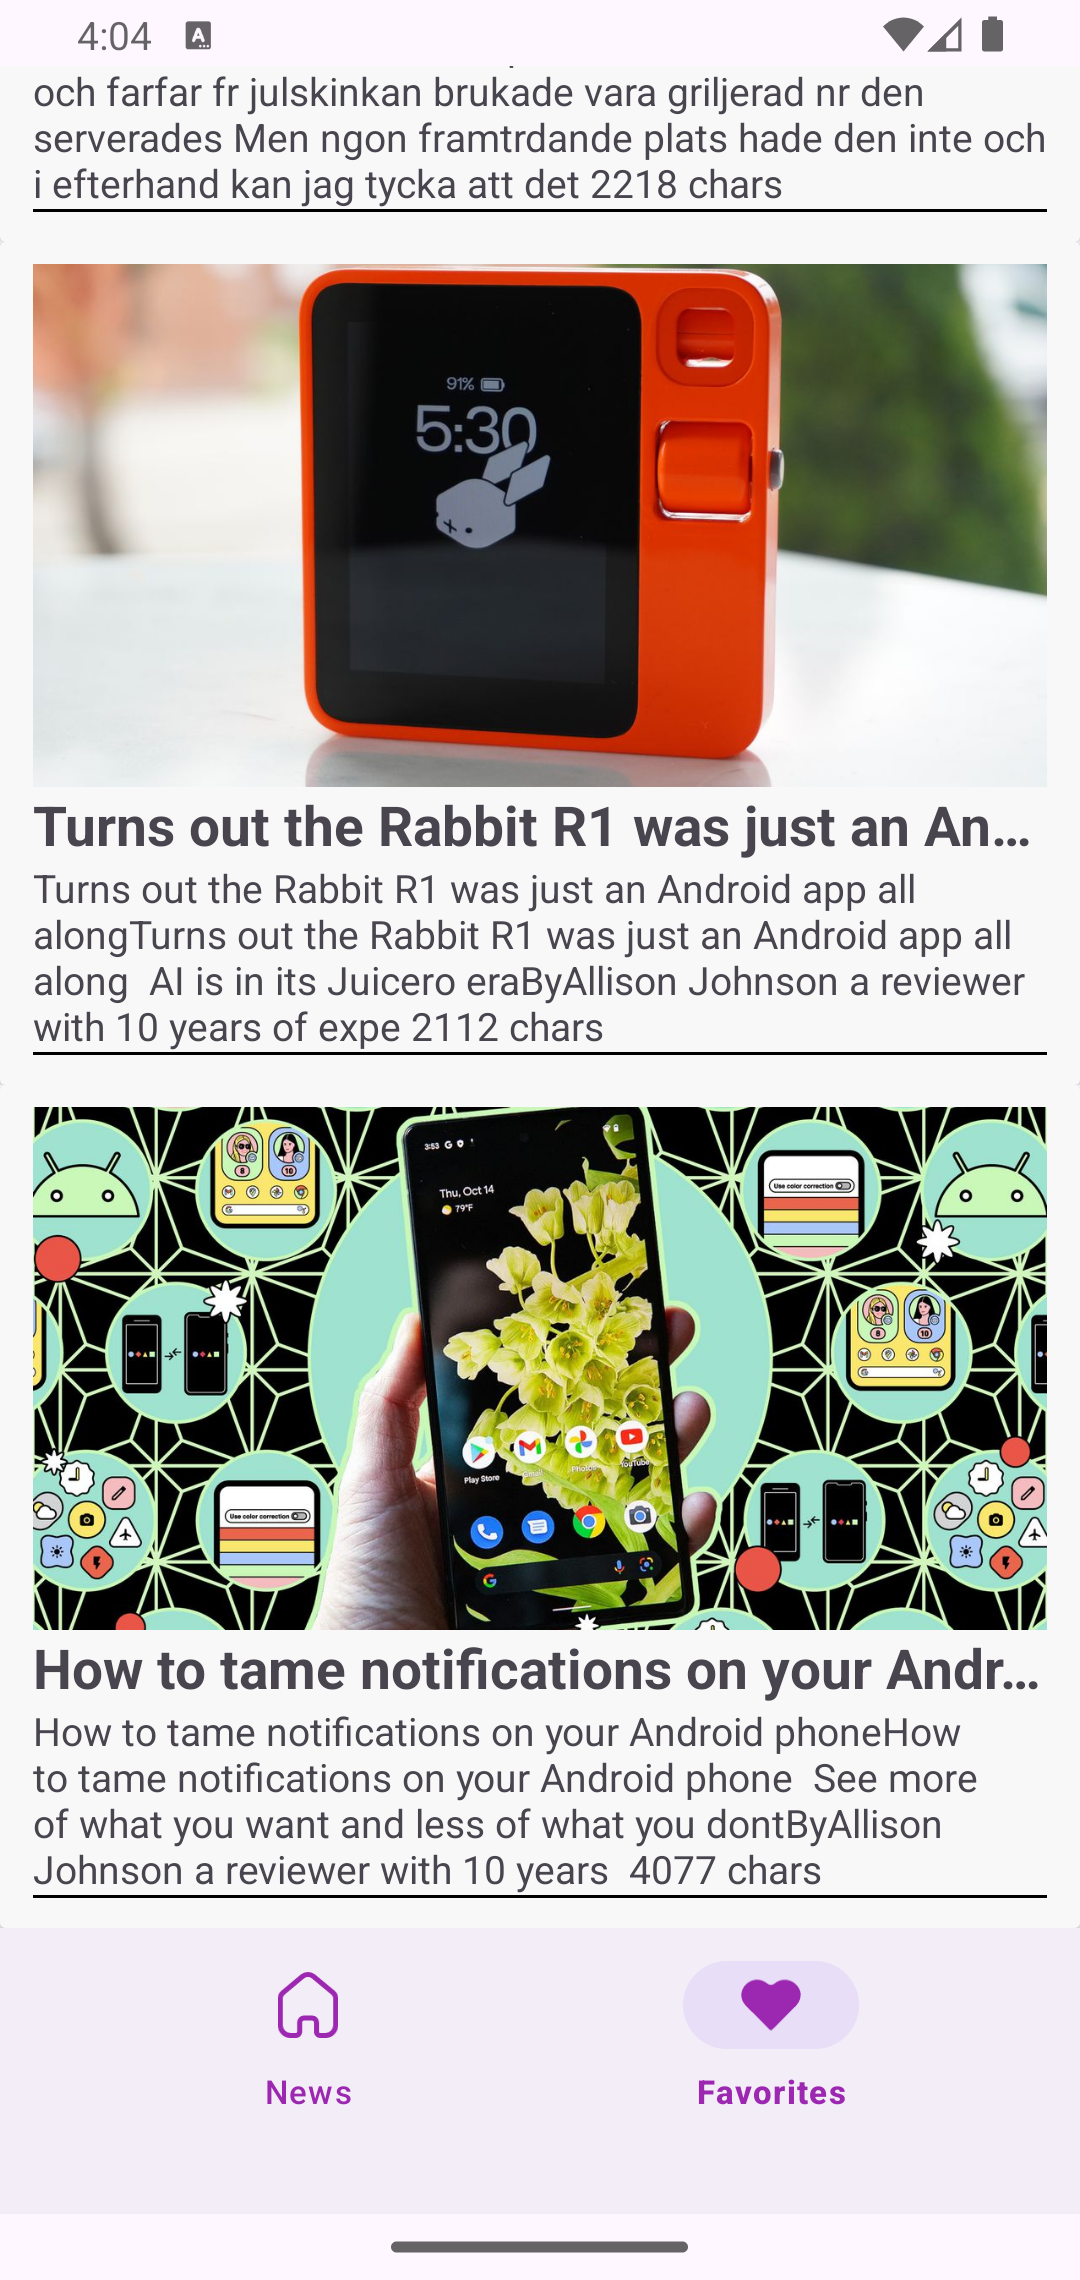 4:04
och farfar fr julskinkan brukade vara griljerad nr den
serverades Men ngon framtrdande plats hade den inte och
i efterhand kan jag tycka att det 2218 chars
91%
5:30
Turns out the Rabbit R1 was just an An...
Turns out the Rabbit R1 was just an Android app all
alongTurns out the Rabbit R1 was just an Android app all
along  AI is in its Juicero eraByAllison Johnson a reviewer
with 10 years of expe 2112 chars
3:53
Thu, Oct 14
79°F
8
10
Use color correction
8
10
Play Store
Gmail
Photos
YouTube
Use color correction
How to tame notifications on your Andr...
How to tame notifications on your Android phoneHow
to tame notifications on your Android phone  See more
of what you want and less of what you dontByAllison
Johnson a reviewer with 10 years  4077 chars
News
Favorites